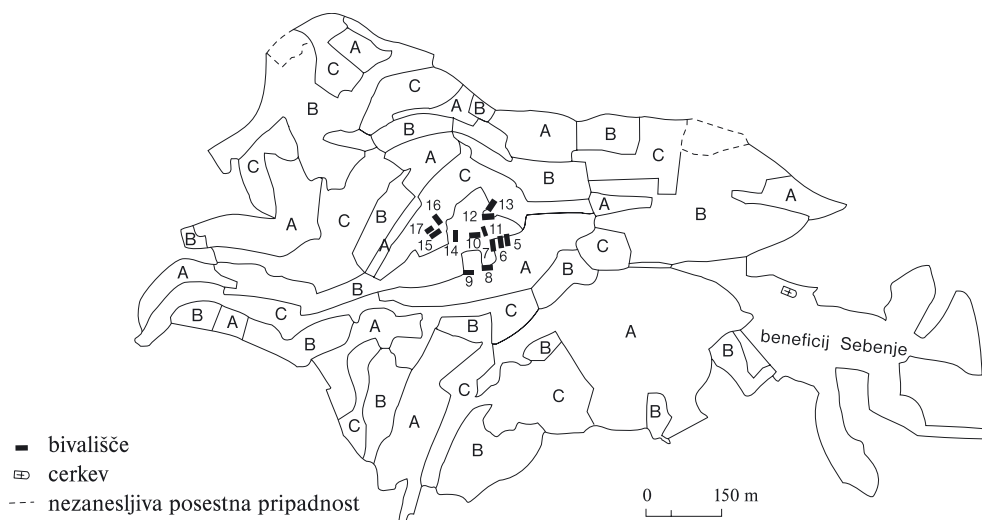 A
C
C
B
A
B
B
A
B
C
A
C
B
C
A
B
A
B
C
A
B
16
13
12
17
15
14
10
11
7
6
5
9
8
A
C
B
A
A
B
B
C
C
B
A
B
A
B
A
B
beneficij Sebenje
B
B
C
C
B
A
C
B
B
bivališče
cerkev
nezanesljiva posestna pripadnost
0 150 m